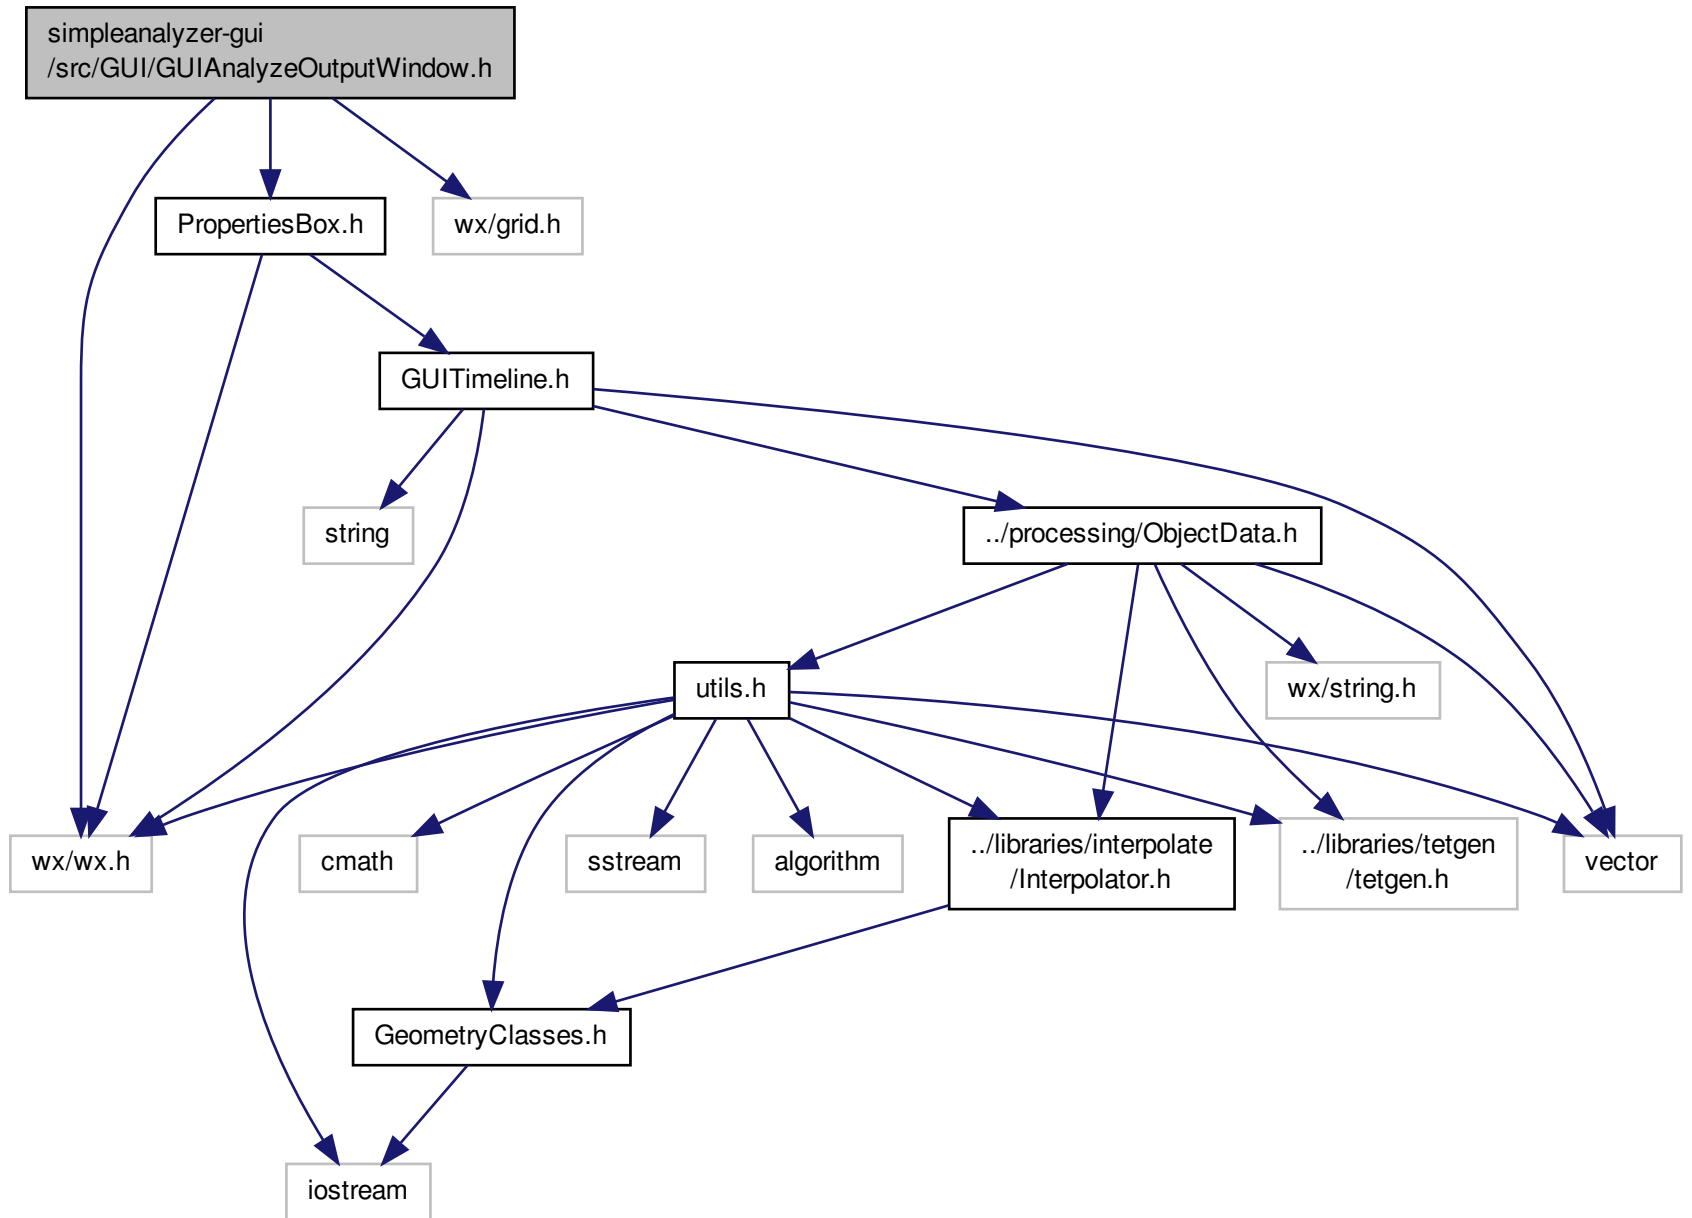 simpleanalyzer-gui
/src/GUI/GUIAnalyzeOutputWindow.h
PropertiesBox.h
wx/grid.h
GUITimeline.h
string
../processing/ObjectData.h
utils.h
wx/string.h
wx/wx.h
cmath
sstream
algorithm
../libraries/interpolate
/Interpolator.h
../libraries/tetgen
/tetgen.h
vector
GeometryClasses.h
iostream